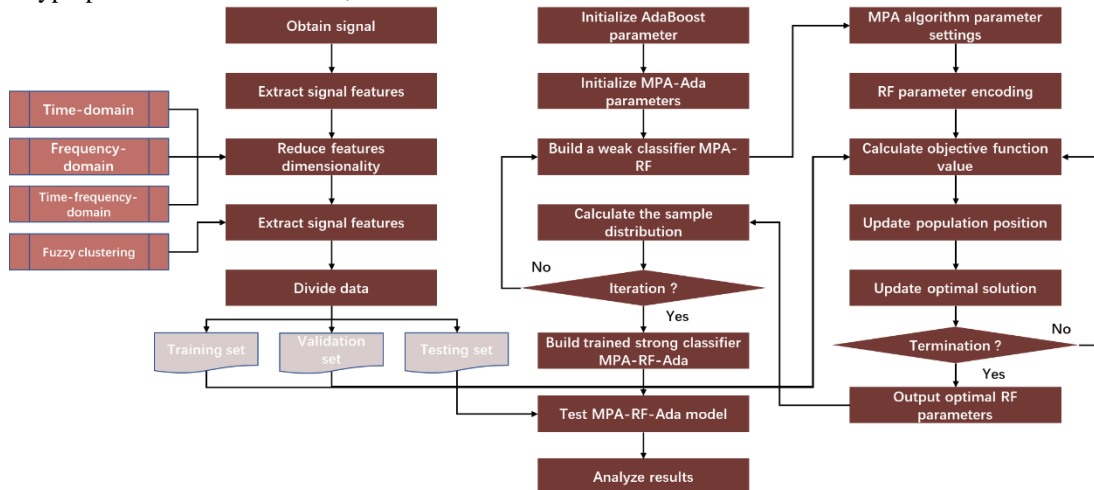 Obtain signal
Extract signal features
Time-domain
Frequency-
domain
Time-frequency-
domain
Fuzzy clustering
Reduce features
dimensionality
Extract signal features
Divide data
Training set
Validation
set
Testing set
Initialize AdaBoost
parameter
Initialize MPA-Ada
parameters
Build a weak classifier MPA-
RF
Calculate the sample
distribution
No
Iteration ?
Yes
Build trained strong classifier
MPA-RF-Ada
Test MPA-RF-Ada model
Analyze results
MPA algorithm parameter
settings
RF parameter encoding
Calculate objective function
value
Update population position
Update optimal solution
No
Termination ?
Yes
Output optimal RF
parameters